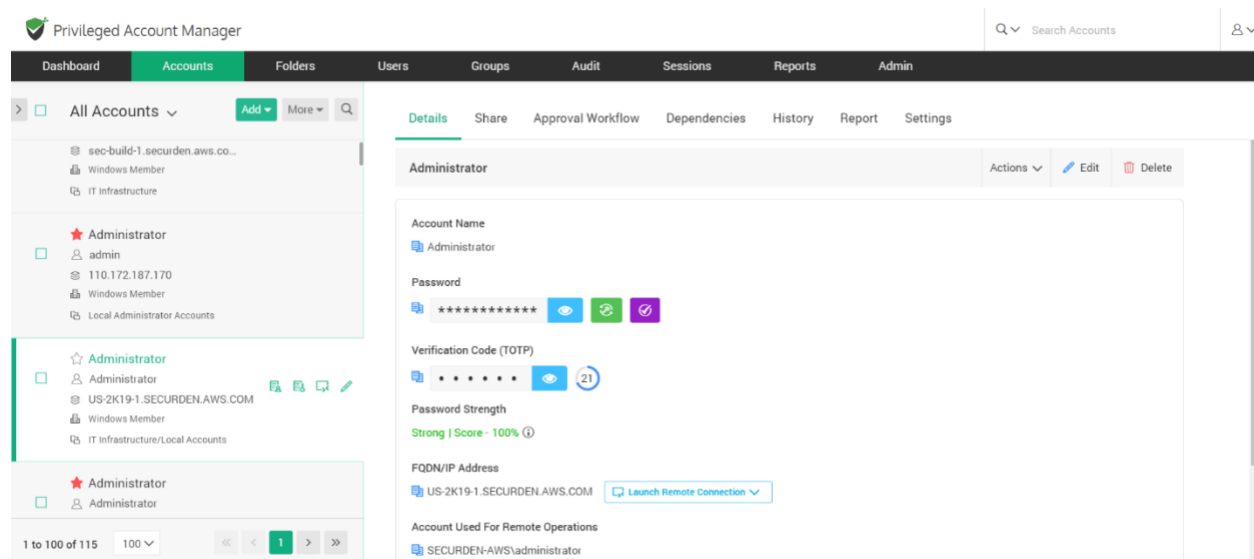 Privileged Account Manager
Search Accounts
Dashboard Accounts Folders Users Groups Audit Sessions Reports Admin
All Accounts
Add
More
sec-build-1.securden.aws.co...
Windows Member
IT Infrastructure
Administrator
admin
110.172.187.170
Windows Member
Local Administrator Accounts
Administrator
Administrator
US-2K19-1.SECURDEN.AWS.COM
Windows Member
IT Infrastructure/Local Accounts
Administrator
Administrator
1 to 100 of 115
100
1
Details Share Approval Workflow Dependencies History Report Settings
Administrator
Actions
Edit
Delete
Account Name
Administrator
Password
************
Verification Code (TOTP)
• • • • • •
21
Password Strength
Strong | Score - 100%
FQDN/IP Address
US-2K19-1.SECURDEN.AWS.COM
Launch Remote Connection
Account Used For Remote Operations
SECURDEN-AWS\administrator